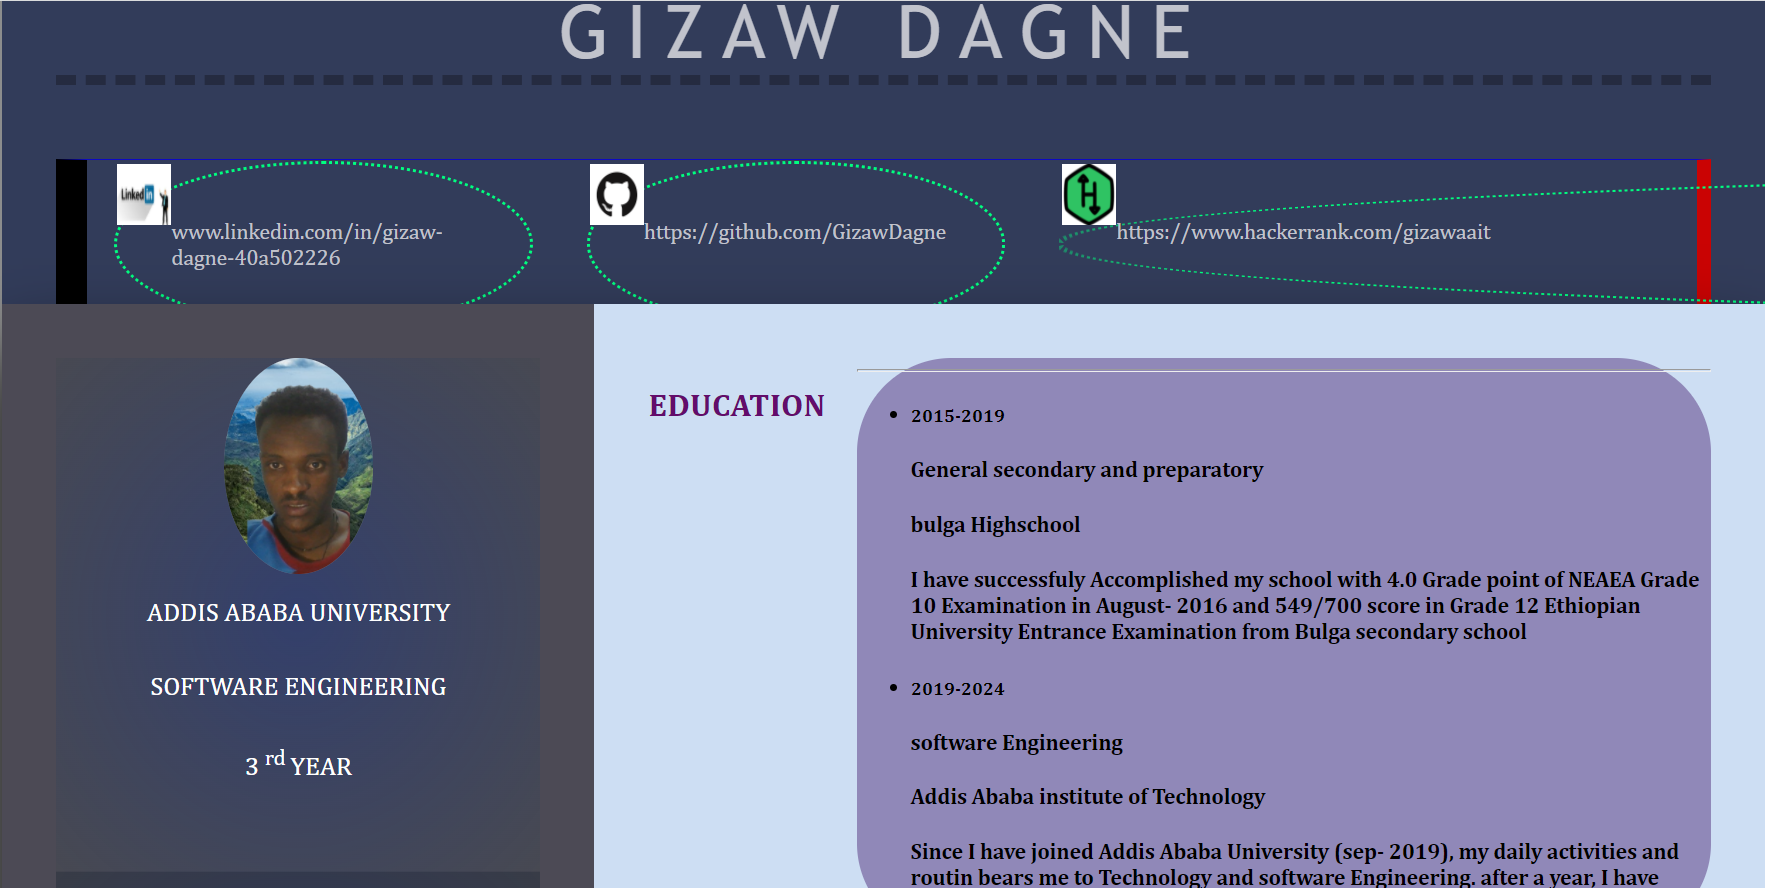 GIZAW DAGNE
Linked in
www.linkedin.com/in/gizaw-
dagne-40a502226
https://github.com/GizawDagne
H
https://www.hackerrank.com/gizawaait
ADDIS ABABA UNIVERSITY
SOFTWARE ENGINEERING
3 rd YEAR
EDUCATION
2015-2019
General secondary and preparatory
bulga Highschool
I have successfuly Accomplished my school with 4.0 Grade point of NEAEA Grade
10 Examination in August- 2016 and 549/700 score in Grade 12 Ethiopian
University Entrance Examination from Bulga secondary school
2019-2024
software Engineering
Addis Ababa institute of Technology
Since I have joined Addis Ababa University (sep- 2019), my daily activities and
routin bears me to Technology and software Engineering. after a year, I have